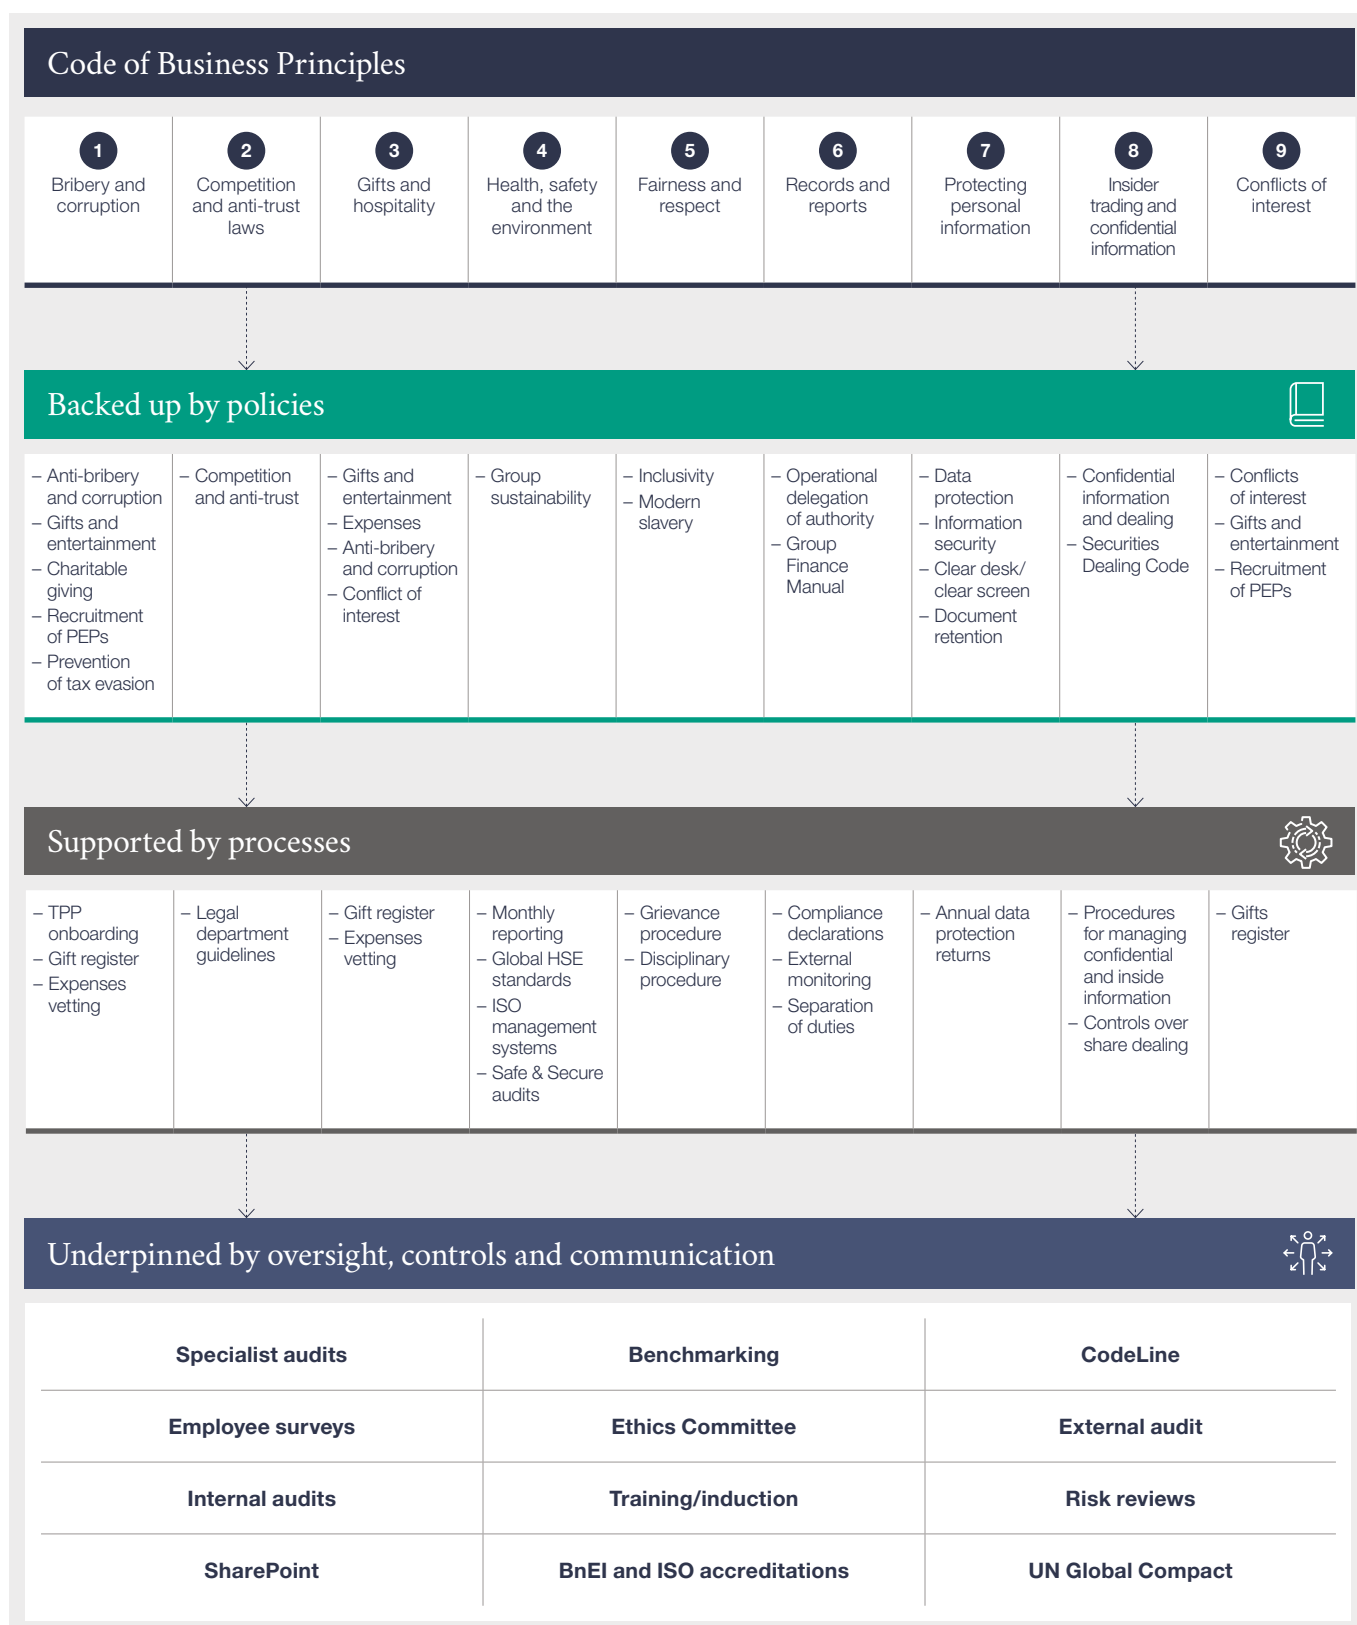 Code of Business Principles
1
Bribery and
corruption
2
Competition
and anti-trust
laws
3
Gifts and
hospitality
4
Health, safety
and the
environment
5
Fairness and
respect
6
Records and
reports
7
Protecting
personal
information
8
Insider
trading and
confidential
information
9
Conflicts of
interest
Backed up by policies
– Anti-bribery
and corruption
– Gifts and
entertainment
– Charitable
giving
– Recruitment
of PEPs
– Prevention
of tax evasion
– Competition
and anti-trust
– Gifts and
entertainment
– Expenses
– Anti-bribery
and corruption
– Conflict of
interest
– Group
sustainability
– Inclusivity
– Modern
slavery
– Operational
delegation
of authority
– Group
Finance
Manual
– Data
protection
– Information
security
– Clear desk/
clear screen
– Document
retention
– Confidential
information
and dealing
– Securities
Dealing Code
– Conflicts
of interest
– Gifts and
entertainment
– Recruitment
of PEPs
Supported by processes
– TPP
onboarding
– Gift register
– Expenses
vetting
– Legal
department
guidelines
– Gift register
– Expenses
vetting
– Monthly
reporting
– Global HSE
standards
– ISO
management
systems
– Safe & Secure
audits
– Grievance
procedure
– Disciplinary
procedure
– Compliance
declarations
– External
monitoring
– Separation
of duties
– Annual data
protection
returns
– Procedures
for managing
confidential
and inside
information
– Controls over
share dealing
– Gifts
register
Underpinned by oversight, controls and communication
Specialist audits
Benchmarking
CodeLine
Employee surveys
Ethics Committee
External audit
Internal audits
Training/induction
Risk reviews
SharePoint
BnEI and ISO accreditations
UN Global Compact